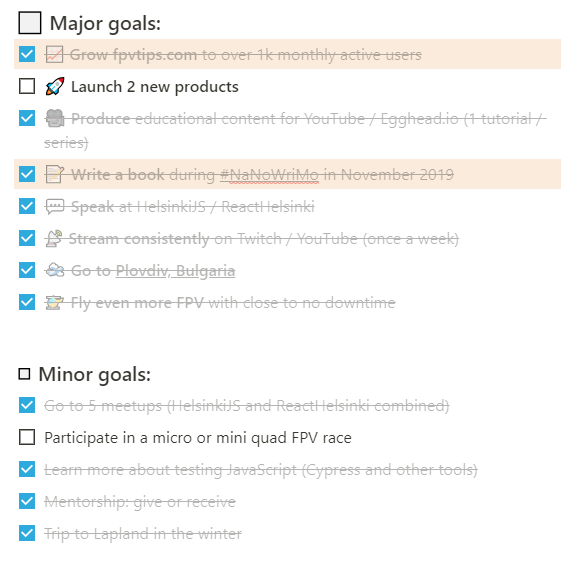 Major goals:
Grow fpvtips.com to over 1k monthly active users
🚀 Launch 2 new products
Produce educational content for YouTube / Egghead.io (1 tutorial /
series)
Write a book during #NaNoWriMo in November 2019
Speak at HelsinkiJS / ReactHelsinki
Stream consistently on Twitch / YouTube (once a week)
Go to Plovdiv, Bulgaria
Fly even more FPV with close to no downtime
Minor goals:
Go to 5 meetups (HelsinkiJS and ReactHelsinki combined)
Participate in a micro or mini quad FPV race
Learn more about testing JavaScript (Cypress and other tools)
Mentorship: give or receive
Trip to Lapland in the winter